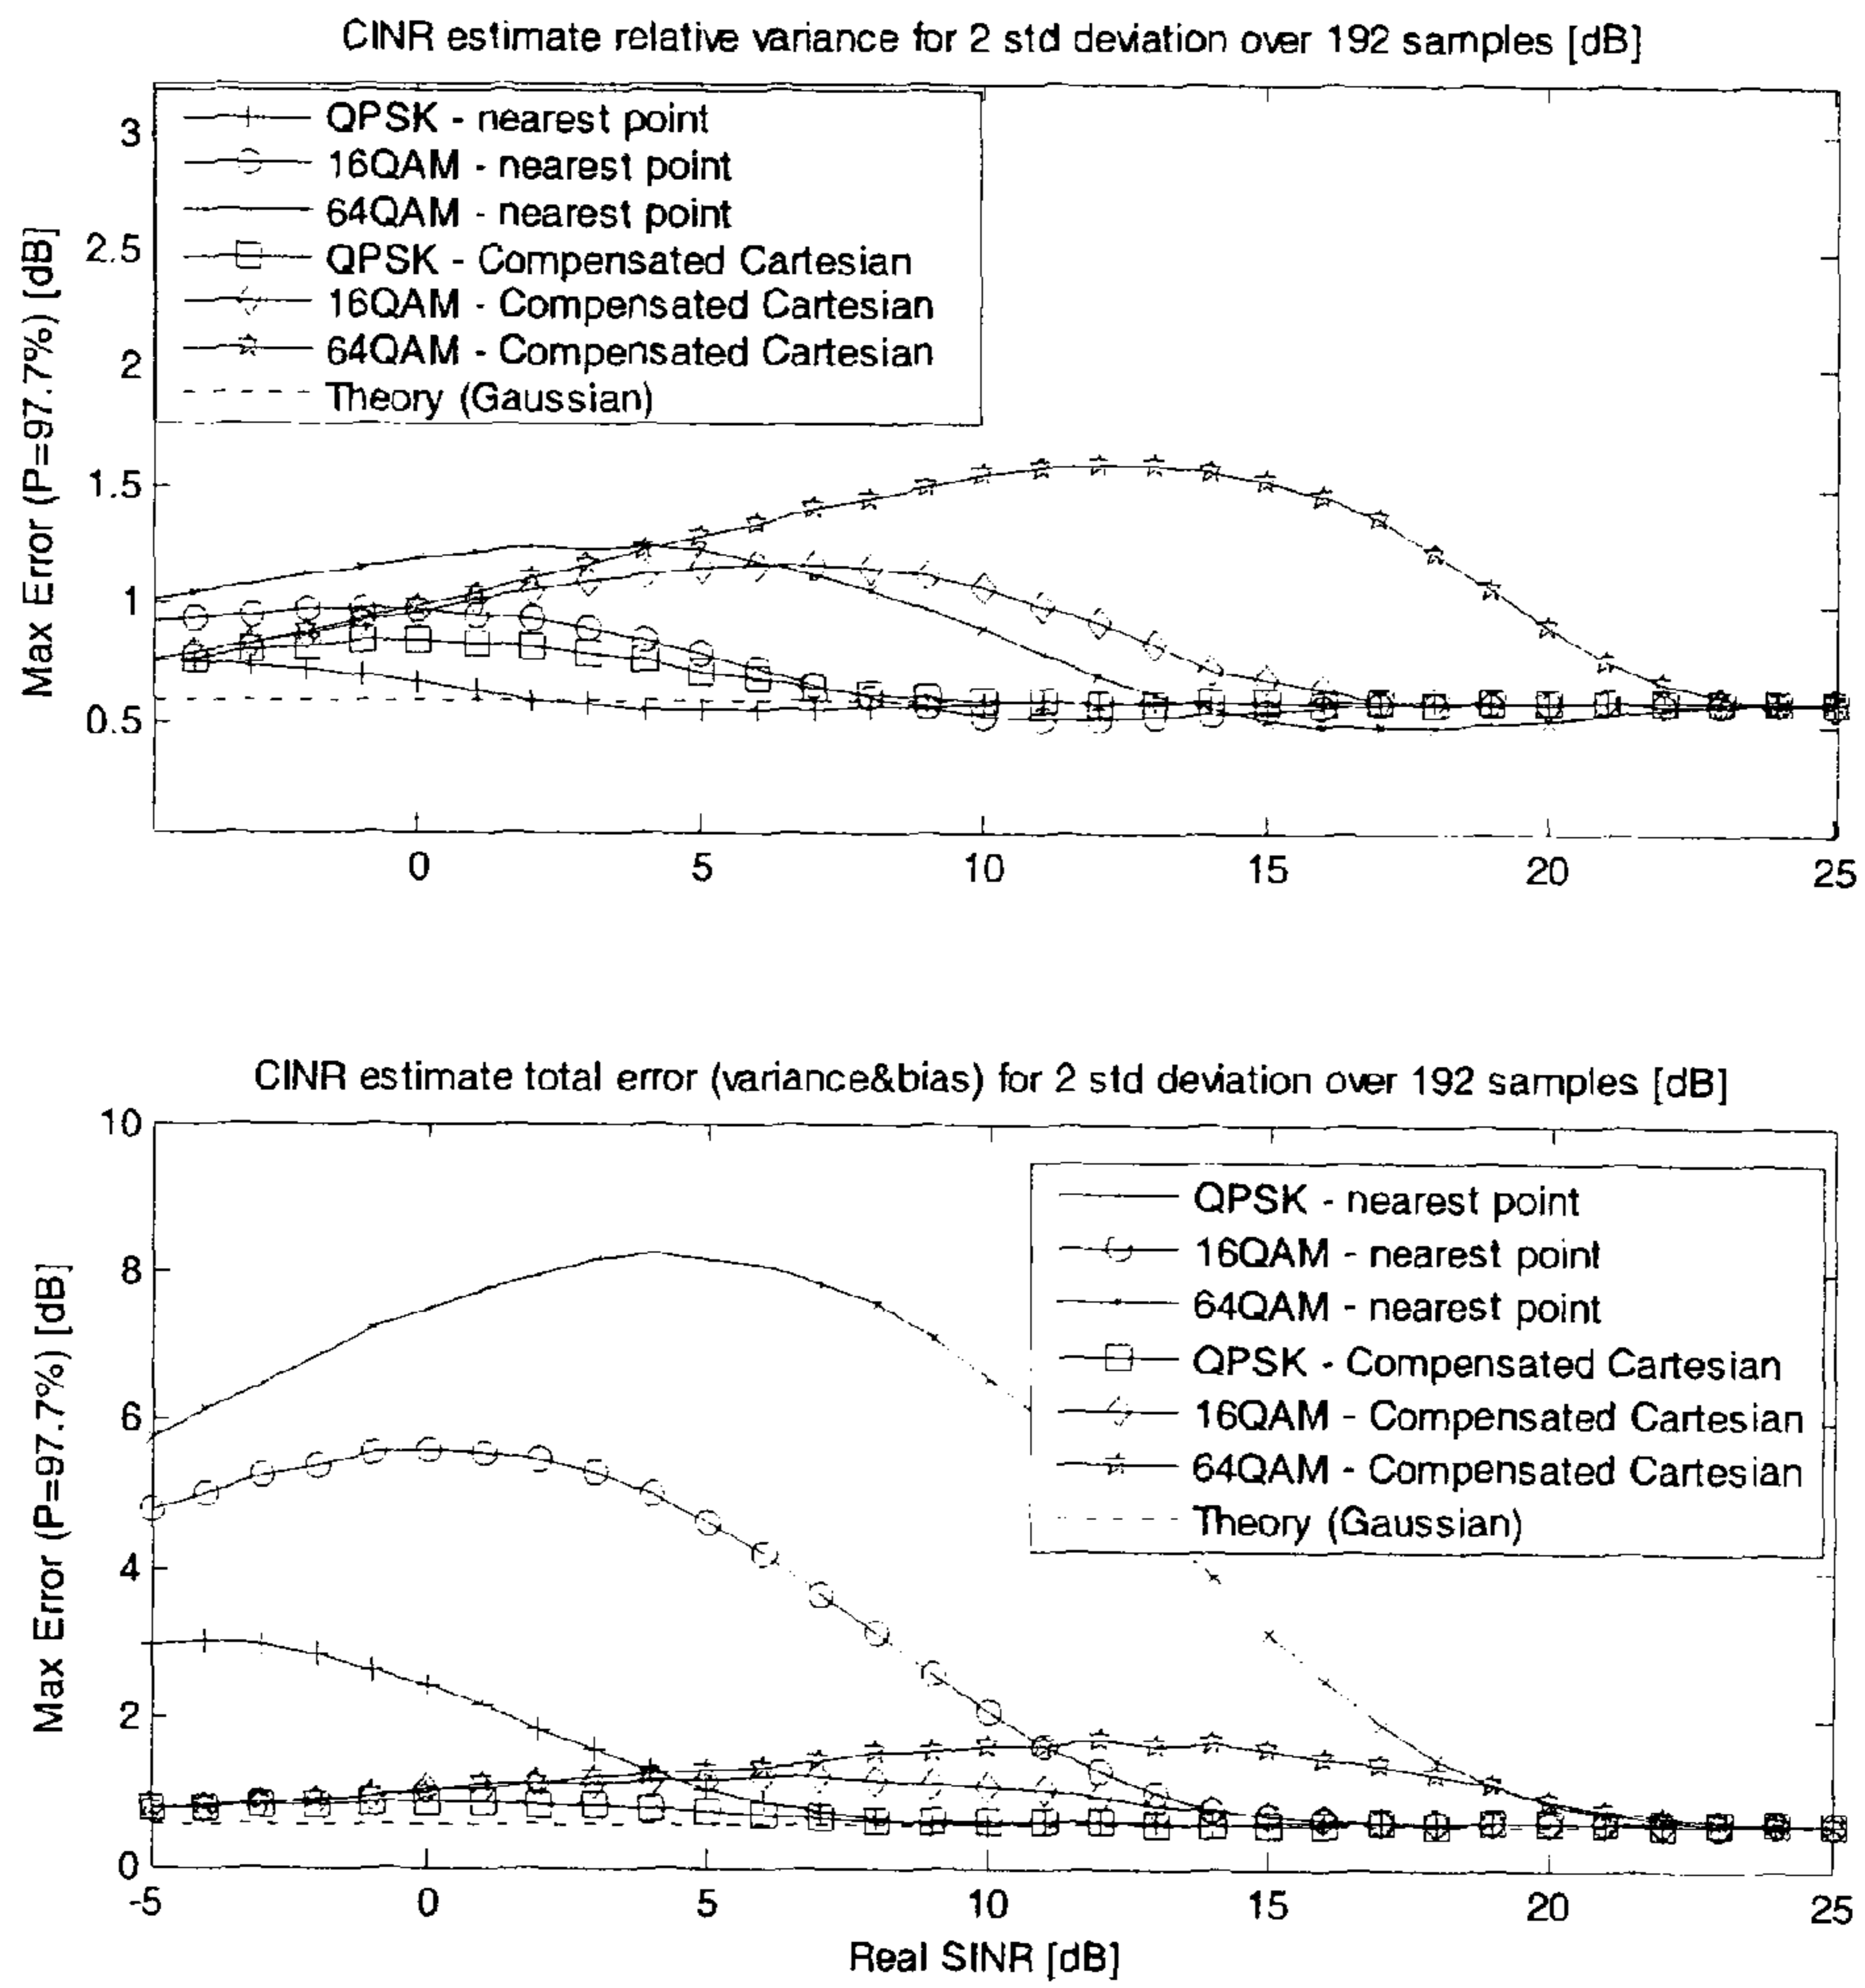 CINR estimate relative variance for 2 std deviation over 192 samples [dB]
QPSK - nearest point
16QAM - nearest point
64QAM - nearest point
QPSK - Compensated Cartesian
16QAM - Compensated Cartesian
64QAM - Compensated Cartesian
Theory (Gaussian)
Max Error (P=97.7%) [dB]
3
2.5
2
1.5
1
0.5
0
5
10
15
20
25
CINR estimate total error (variance&bias) for 2 std deviation over 192 samples [dB]
QPSK - nearest point
16QAM - nearest point
64QAM - nearest point
QPSK - Compensated Cartesian
16QAM - Compensated Cartesian
64QAM - Compensated Cartesian
Theory (Gaussian)
Max Error (P=97.7%) [dB]
10
8
6
4
2
0
-5
0
5
10
15
20
25
Real SINR [dB]